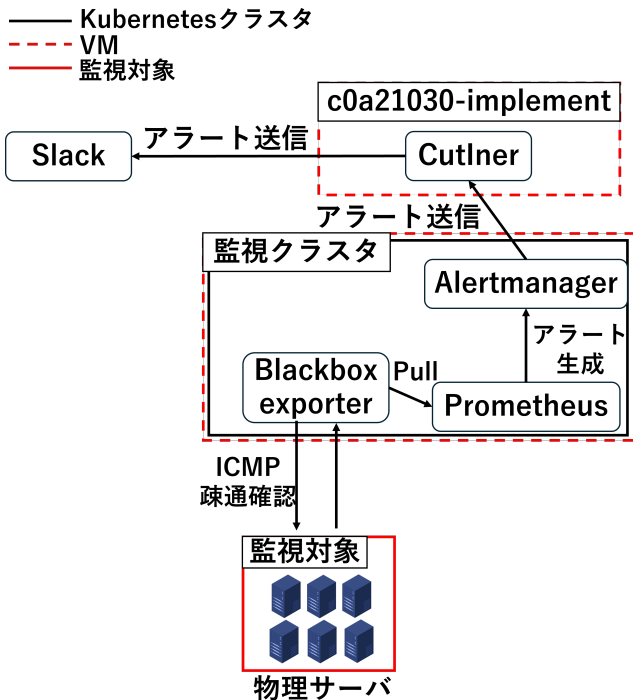 Kubernetesクラスタ
VM
監視対象
c0a21030-implement
アラート送信
Slack
CutIner
アラート送信
監視クラスタ
Alertmanager
アラート
生成
Blackbox
exporter
Pull
Prometheus
ICMP
疎通確認
監視対象
物理サーバ